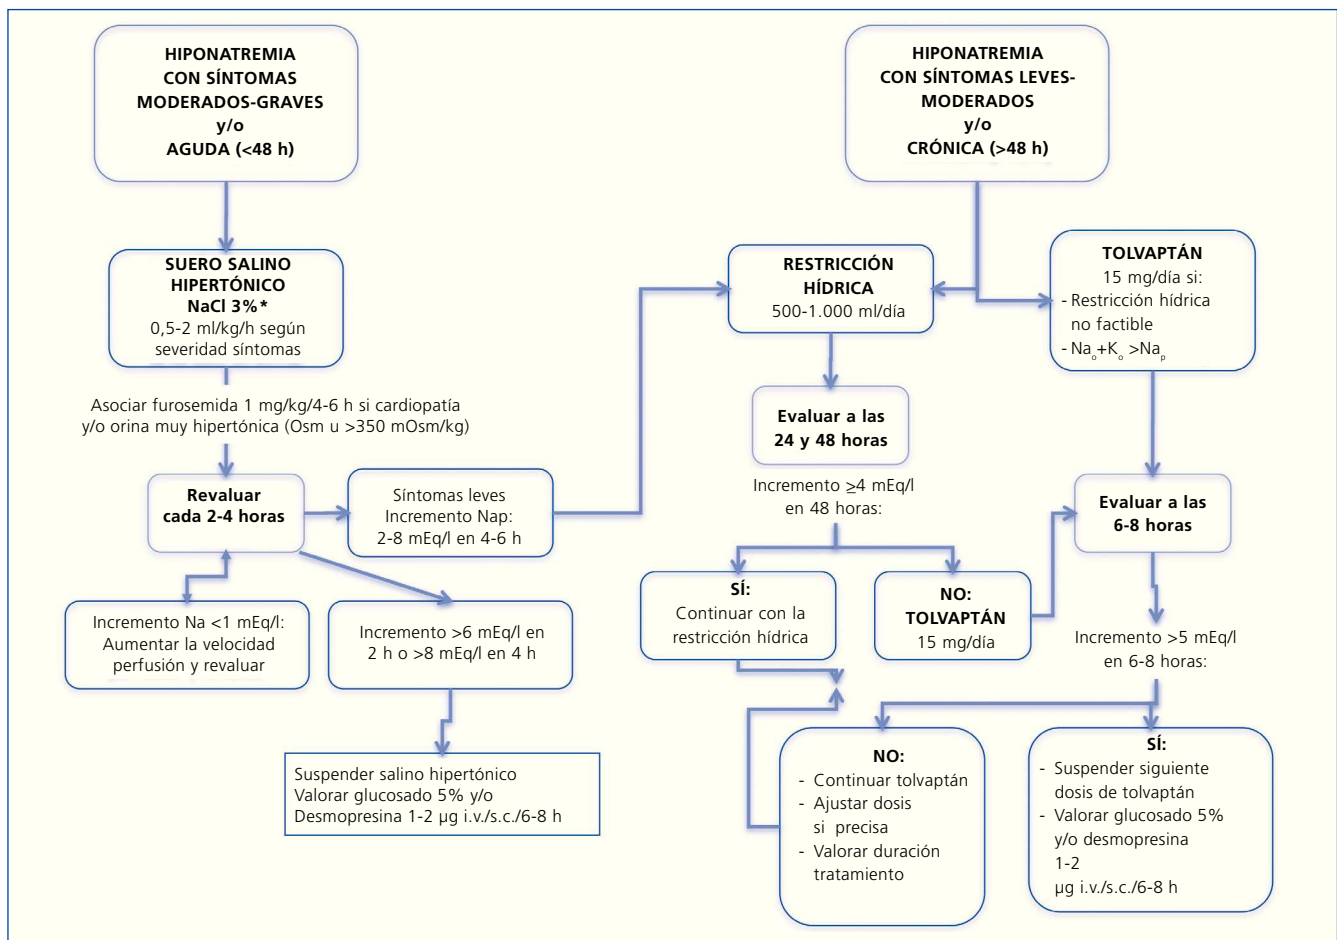 HIPONATREMIA
CON SÍNTOMAS
MODERADOS-GRAVES
y/o
AGUDA (<48 h)
SUERO SALINO
HIPERTÓNICO
NaCl 3%*
0,5-2 ml/kg/h según
severidad síntomas
Asociar furosemida 1 mg/kg/4-6 h si cardiopatía
y/o orina muy hipertónica (Osm u >350 mOsm/kg)
Revaluar
cada 2-4 horas
Síntomas leves
Incremento Nap:
2-8 mEq/l en 4-6 h
Incremento Na <1 mEq/l:
Aumentar la velocidad
perfusión y revaluar
Incremento >6 mEq/l en
2 h o >8 mEq/l en 4 h
Suspender salino hipertónico
Valorar glucosado 5% y/o
Desmopresina 1-2 µg i.v./s.c./6-8 h
HIPONATREMIA
CON SÍNTOMAS LEVES-
MODERADOS
y/o
CRÓNICA (>48 h)
RESTRICCIÓN
HÍDRICA
500-1.000 ml/día
Evaluar a las
24 y 48 horas
Incremento ≥4 mEq/l
en 48 horas:
SÍ:
Continuar con la
restricción hídrica
NO:
TOLVAPTÁN
15 mg/día
TOLVAPTÁN
15 mg/día si:
- Restricción hídrica
no factible
- Nao+Ko >Nap
Evaluar a las
6-8 horas
Incremento >5 mEq/l
en 6-8 horas:
NO:
- Continuar tolvaptán
- Ajustar dosis
si precisa
- Valorar duración
tratamiento
SÍ:
- Suspender siguiente
dosis de tolvaptán
- Valorar glucosado 5%
y/o desmopresina
1-2
µg i.v./s.c./6-8 h